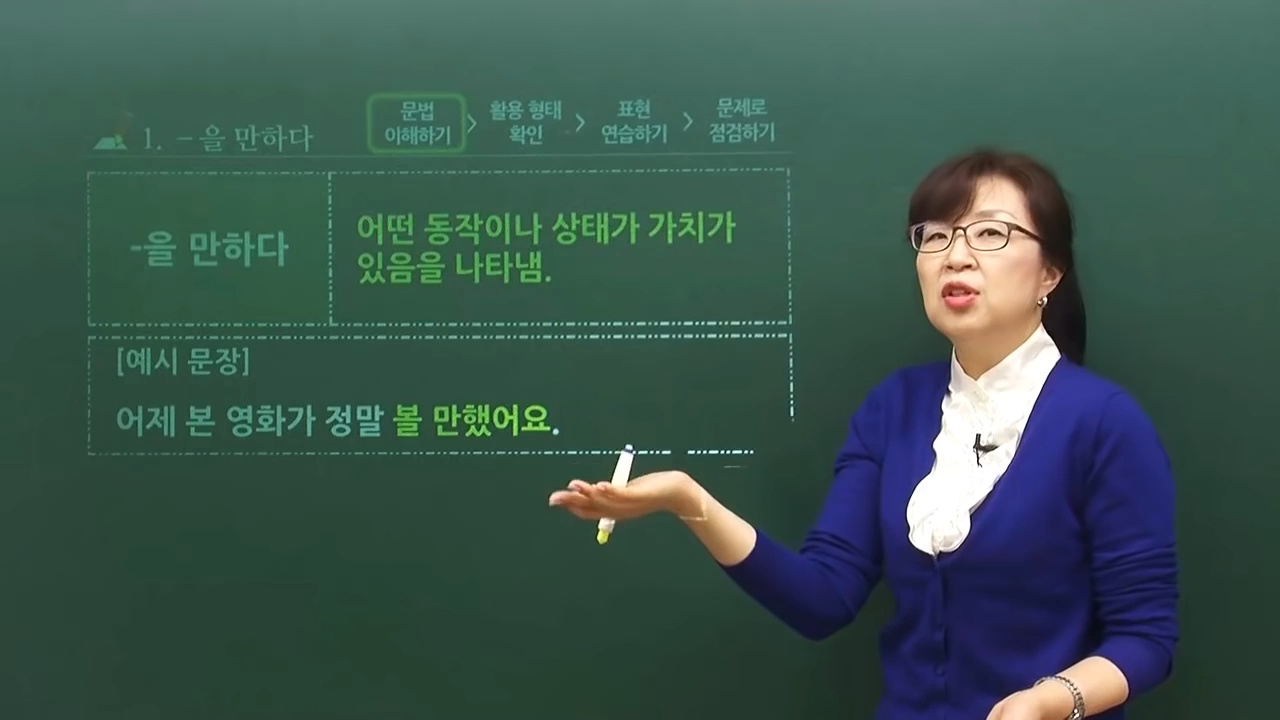 1. -을 만하다
문법
이해하기
활용 형태
확인
표현
연습하기
문제로
점검하기
-을 만하다
어떤 동작이나 상태가 가치가
있음을 나타냄.
[예시 문장]
어제 본 영화가 정말 볼 만했어요.